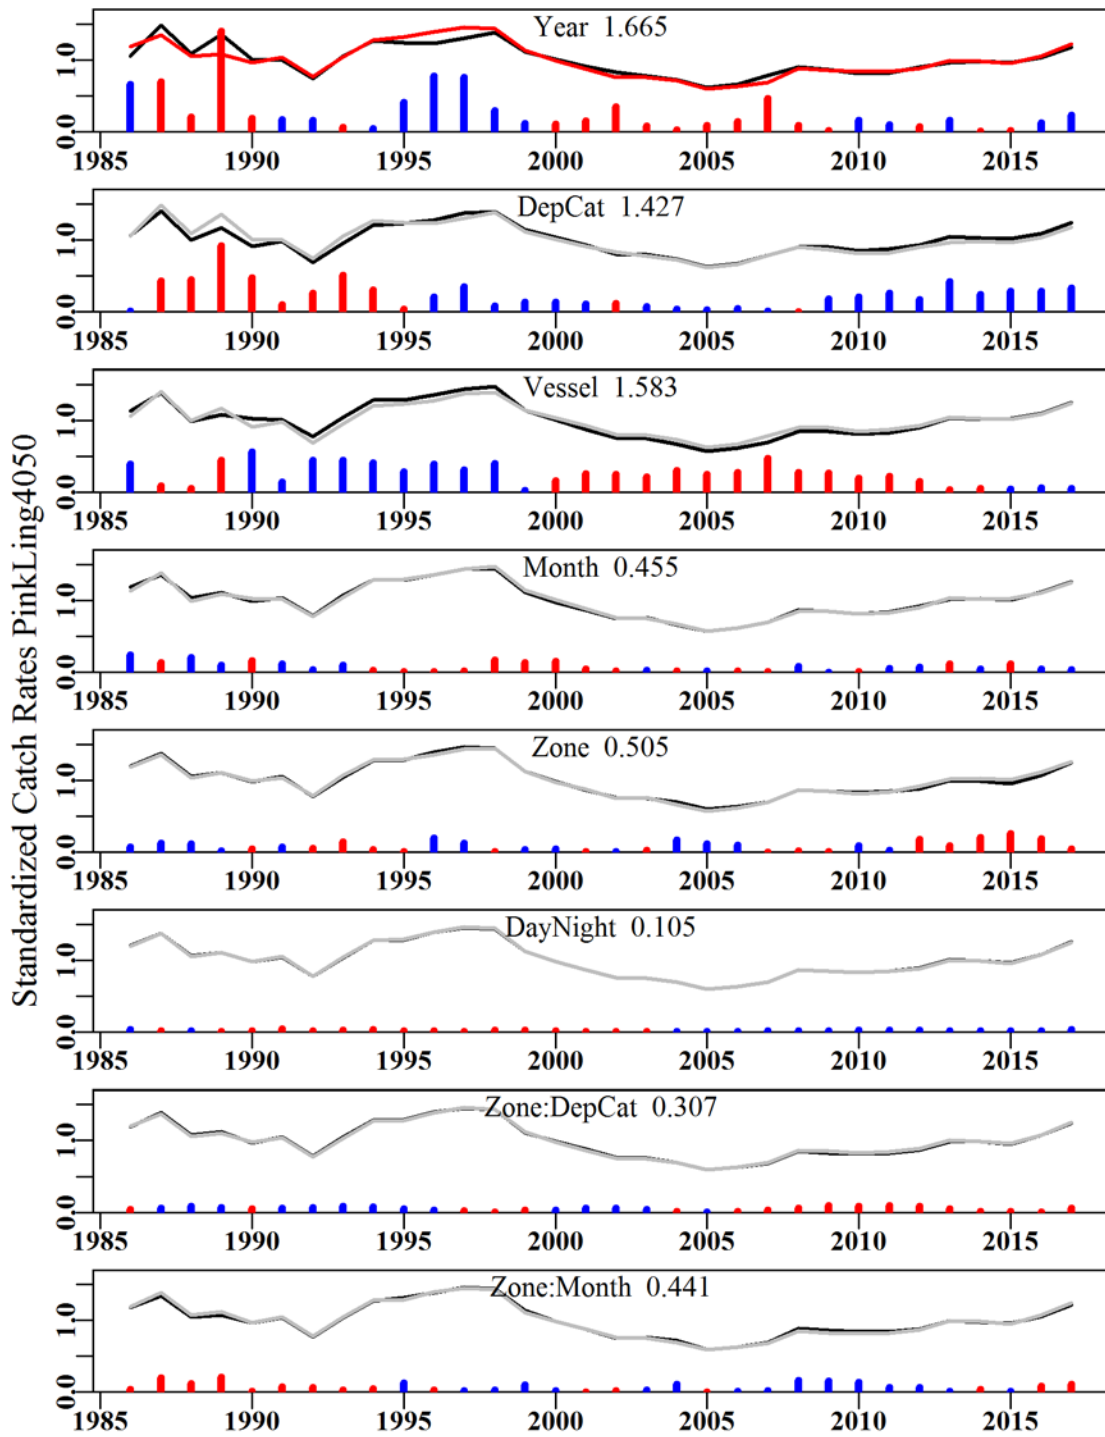 Standardized Catch Rates PinkLing4050
Year 1.665
1.0
0.0
1985 1990 1995 2000 2005 2010 2015
DepCat 1.427
1.0
0.0
1985 1990 1995 2000 2005 2010 2015
Vessel 1.583
1.0
0.0
1985 1990 1995 2000 2005 2010 2015
Month 0.455
1.0
0.0
1985 1990 1995 2000 2005 2010 2015
Zone 0.505
1.0
0.0
1985 1990 1995 2000 2005 2010 2015
DayNight 0.105
1.0
0.0
1985 1990 1995 2000 2005 2010 2015
Zone:DepCat 0.307
1.0
0.0
1985 1990 1995 2000 2005 2010 2015
Zone:Month 0.441
1.0
0.0
1985 1990 1995 2000 2005 2010 2015